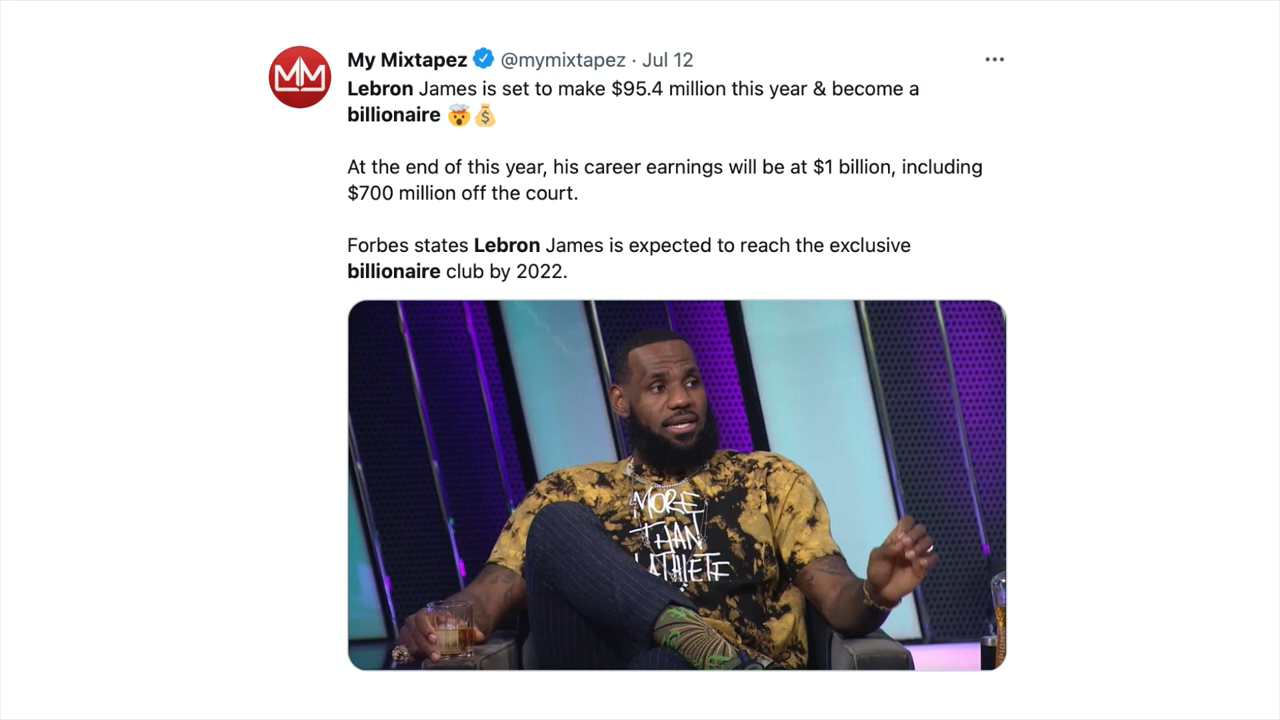 MM
My Mixtapez @mymixtapez · Jul 12
Lebron James is set to make $95.4 million this year & become a
billionaire 🤯💰
At the end of this year, his career earnings will be at $1 billion, including
$700 million off the court.
Forbes states Lebron James is expected to reach the exclusive
billionaire club by 2022.
MORE
THAN
ATHLETE